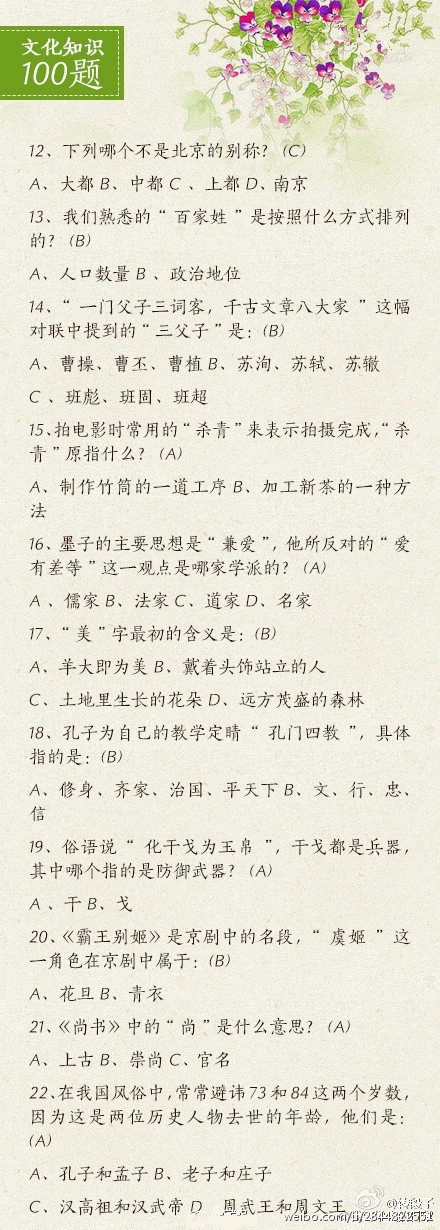 文化知识
100题
12、下列哪个不是北京的别称？(C)
A、大都 B、中都 C 、上都 D、南京
13、我们熟悉的“ 百家姓 ”是按照什么方式排列
的？(B)
A、人口数量 B 、政治地位
14、“ 一门父子三词客，千古文章八大家 ”这幅
对联中提到的“三父子”是：(B)
A、曹操、曹丕、曹植 B、苏洵、苏轼、苏辙
C 、班彪、班固、班超
15、拍电影时常用的“杀青”来表示拍摄完成，“杀
青”原指什么？(A)
A、制作竹筒的一道工序 B、加工新茶的一种方
法
16、墨子的主要思想是“兼爱”，他所反对的“爱
有差等”这一观点是哪家学派的？(A)
A 、儒家 B、法家 C、道家 D、名家
17、“美”字最初的含义是：(B)
A、羊大即为美 B、戴着头饰站立的人
C、土地里生长的花朵 D、远方茂盛的森林
18、孔子为自己的教学定睛“ 孔门四教 ”，具体
指的是：(B)
A、修身、齐家、治国、平天下 B、文、行、忠、
信
19、俗语说“ 化干戈为玉帛 ”，干戈都是兵器，
其中哪个指的是防御武器？(A)
A 、干 B、戈
20、《霸王别姬》是京剧中的名段，“ 虞姬 ”这
一角色在京剧中属于：(B)
A、花旦 B、青衣
21、《尚书》中的“尚”是什么意思？(A)
A、上古 B、崇尚 C、官名
22、在我国风俗中，常常避讳73和84这两个岁数，
因为这是两位历史人物去世的年龄，他们是：
(A)
A、孔子和孟子 B、老子和庄子
C、汉高祖和汉武帝 D 周武王和周文王